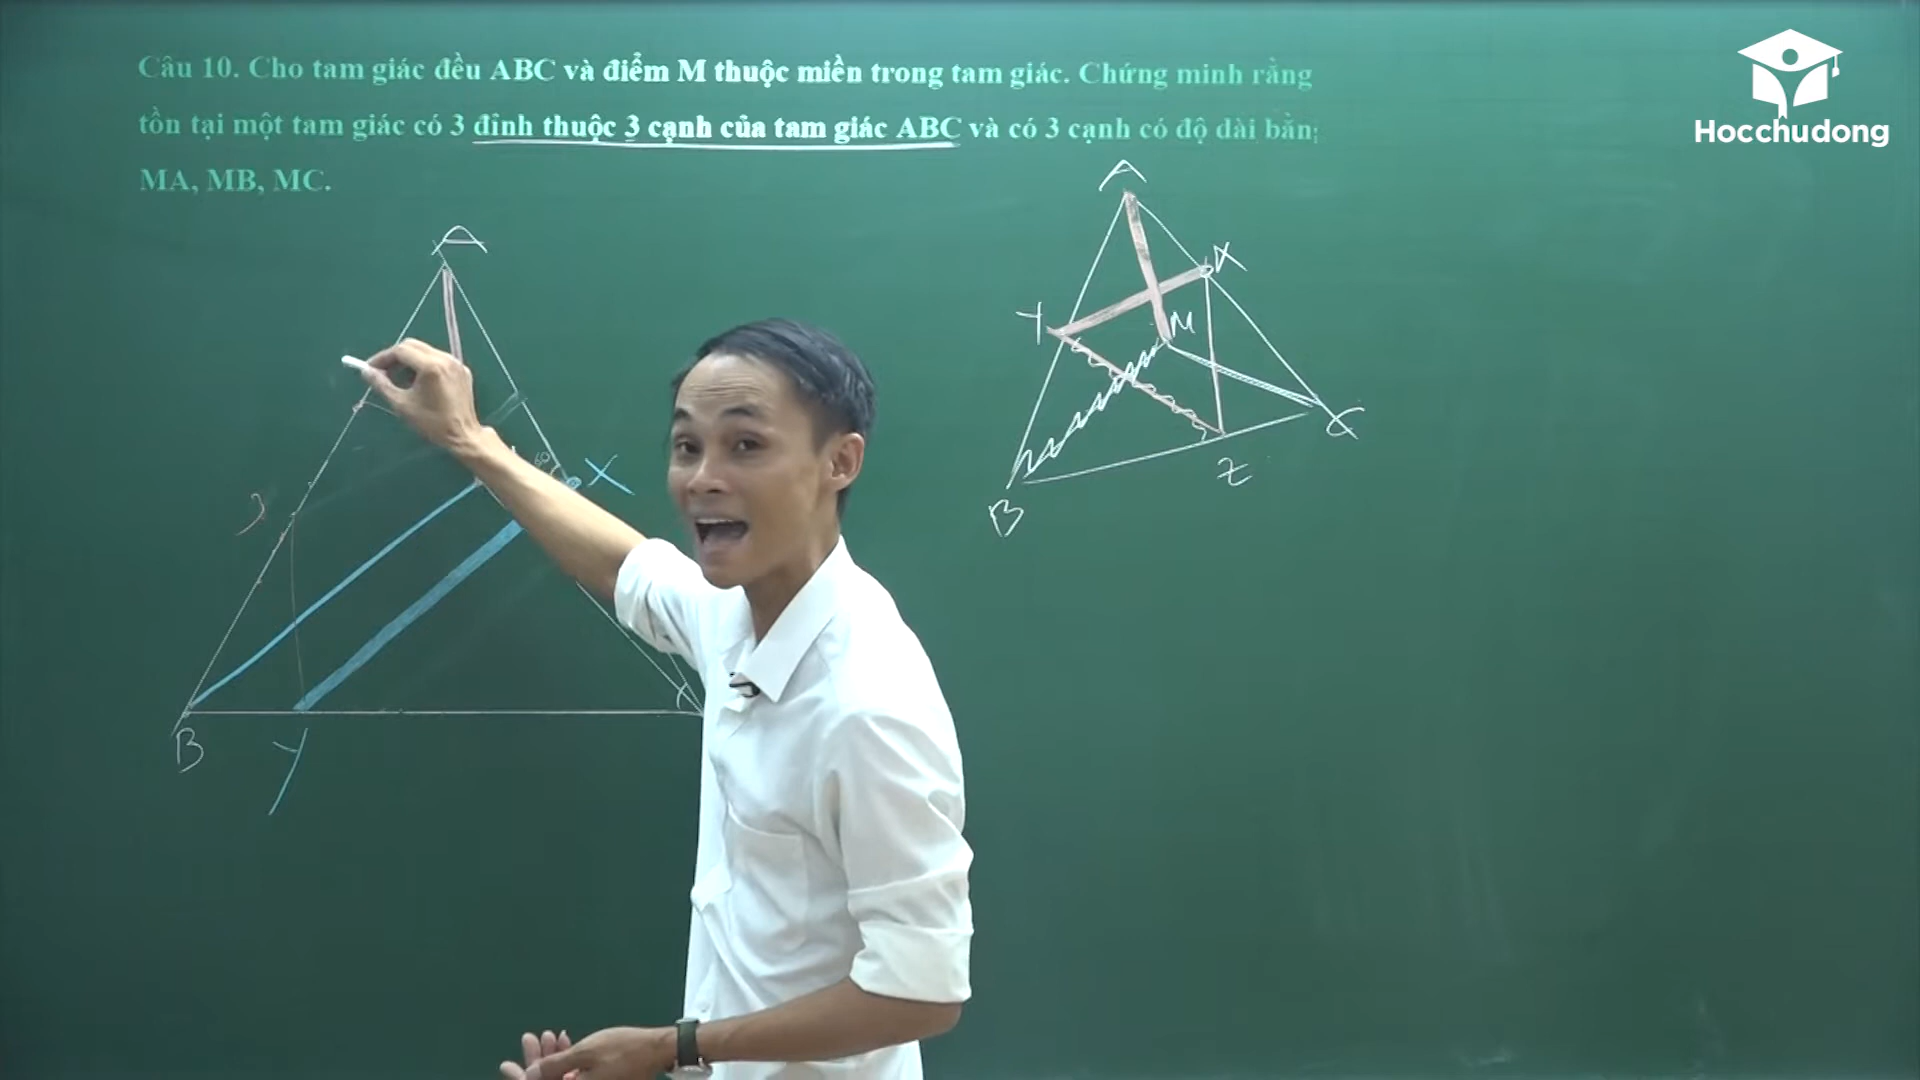 Câu 10. Cho tam giác đều ABC và điểm M thuộc miền trong tam giác. Chứng minh rằng
tồn tại một tam giác có 3 đỉnh thuộc 3 cạnh của tam giác ABC và có 3 cạnh có độ dài bằn
MA, MB, MC.
Hocchudong
A
X
Y
M
C
Z
B
A
60
X
B
Y